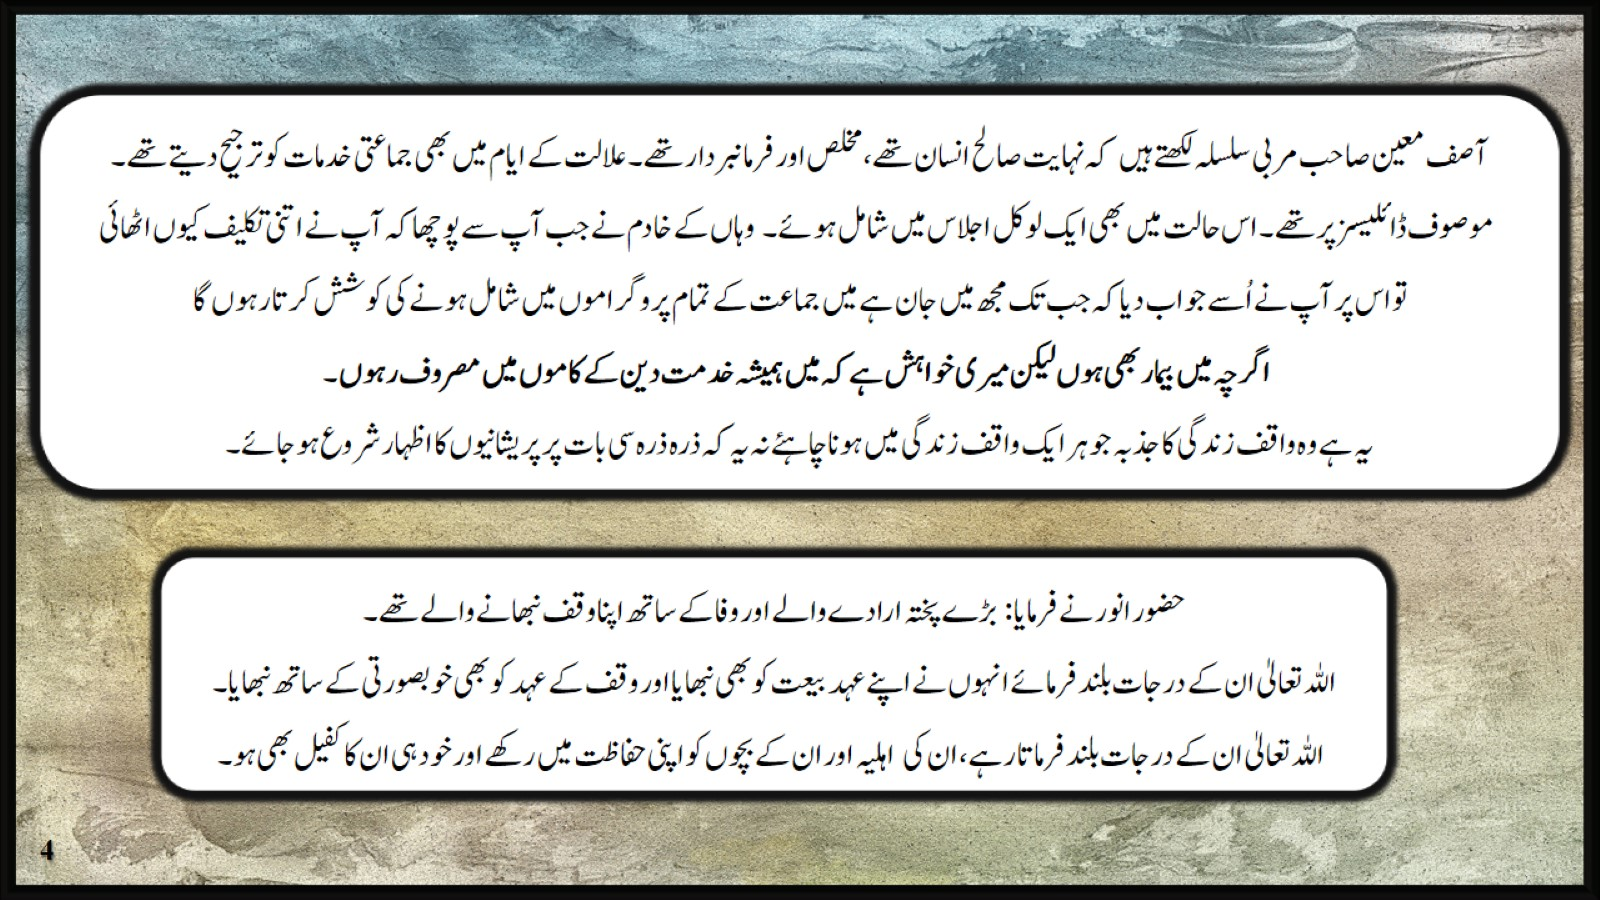 آصف معین صاحب مربی سلسلہ لکھتے ہیں کہ نہایت صالح انسان تھے، مخلص اور فرمانبردار تھے۔ علالت کے ایام میں بھی جماعتی خدمات کو ترجیح دیتے تھے۔
موصوف ڈائلیسز پر تھے۔ اس حالت میں بھی ایک لوکل اجلاس میں شامل ہوئے۔ وہاں کے خادم نے جب آپ سے پوچھا کہ آپ نے اتنی تکلیف کیوں اٹھائی
تو اس پر آپ نے اُسے جواب دیا کہ جب تک مجھ میں جان ہے میں جماعت کے تمام پروگراموں میں شامل ہونے کی کوشش کرتا رہوں گا
اگرچہ میں بیمار بھی ہوں لیکن میری خواہش ہے کہ میں ہمیشہ خدمت دین کے کاموں میں مصروف رہوں۔
یہ ہے وہ واقف زندگی کا جذبہ جو ہر ایک واقف زندگی میں ہونا چاہئے نہ یہ کہ ذرہ ذرہ سی بات پر پریشانیوں کا اظہار شروع ہو جائے۔
حضور انور نے فرمایا: بڑے پختہ ارادے والے اور وفا کے ساتھ اپنا وقف نبھانے والے تھے۔
اللہ تعالیٰ ان کے درجات بلند فرمائے انہوں نے اپنے عہد بیعت کو بھی نبھایا اور وقف کے عہد کو بھی خوبصورتی کے ساتھ نبھایا۔
اللہ تعالیٰ ان کے درجات بلند فرماتا رہے، ان کی اہلیہ اور ان کے بچوں کو اپنی حفاظت میں رکھے اور خود ہی ان کا کفیل بھی ہو۔
4